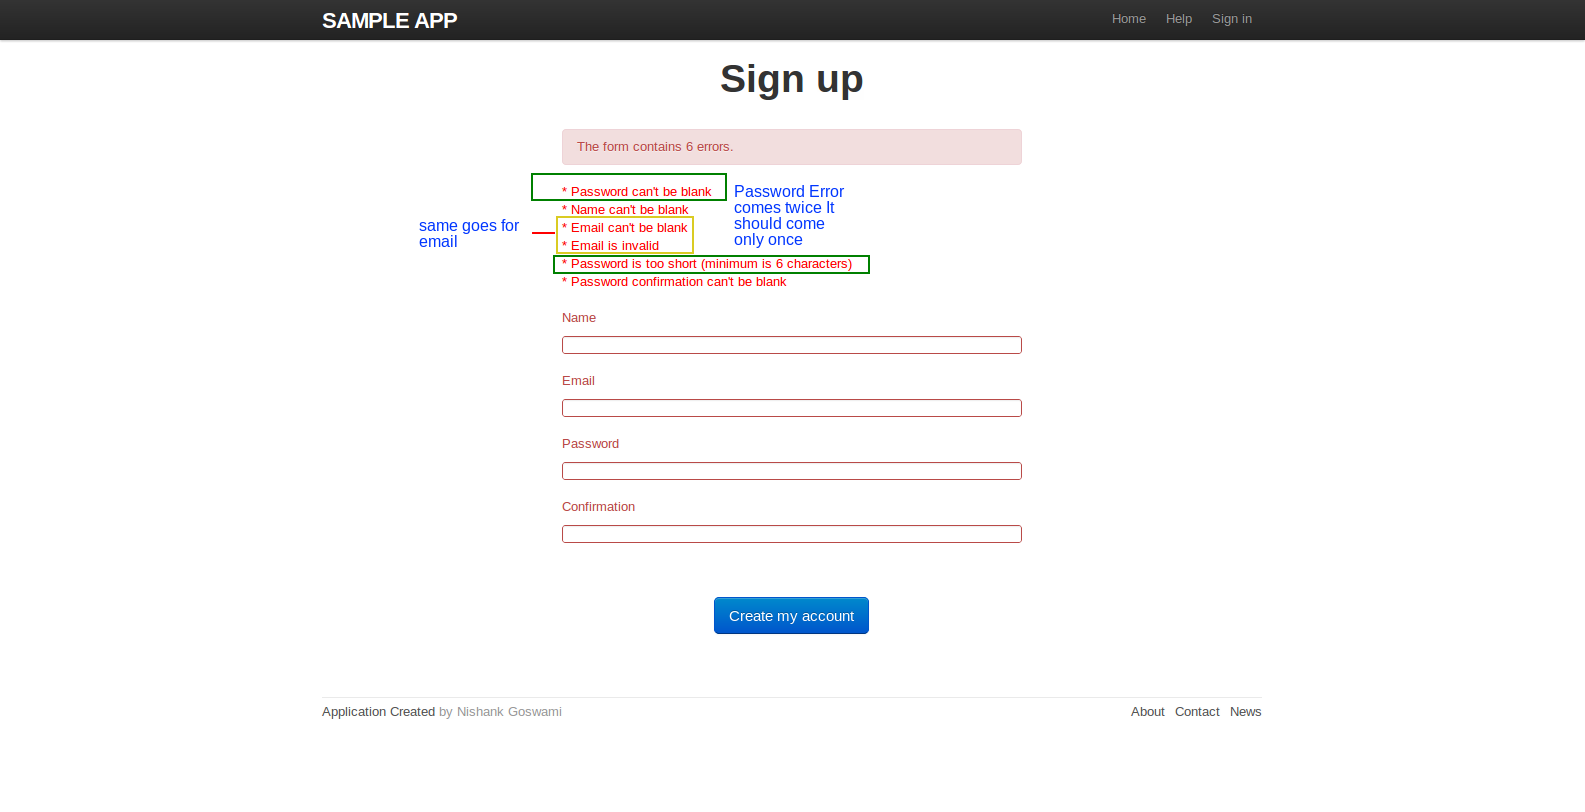 SAMPLE APP
Home Help Sign in
Sign up
The form contains 6 errors.
* Password can't be blank
* Name can't be blank
* Email can't be blank
* Email is invalid
* Password is too short (minimum is 6 characters)
* Password confirmation can't be blank
Password Error
comes twice It
should come
only once
same goes for
email
Name
Email
Password
Confirmation
Create my account
Application Created by Nishank Goswami
About Contact News